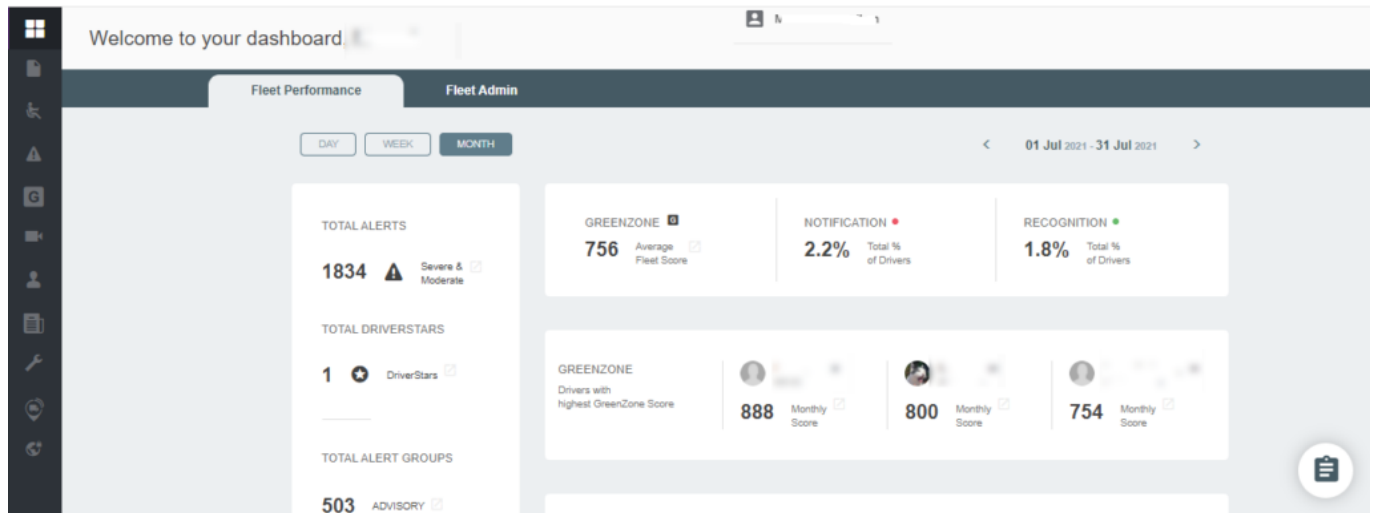 Welcome to your dashboard,
Fleet Performance
Fleet Admin
DAY
WEEK
MONTH
01 Jul 2021 - 31 Jul 2021
TOTAL ALERTS
1834
Severe &
Moderate
TOTAL DRIVERSTARS
1
DriverStars
TOTAL ALERT GROUPS
503
ADVISORY
GREENZONE G
756
Average
Fleet Score
NOTIFICATION
2.2%
Total %
of Drivers
RECOGNITION
1.8%
Total %
of Drivers
GREENZONE
Drivers with
highest GreenZone Score
888
Monthly
Score
800
Monthly
Score
754
Monthly
Score
G